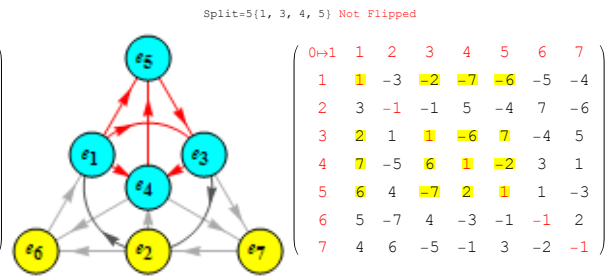 Split=5{1, 3, 4, 5} Not Flipped
e5
e1
e3
e4
e6
e2
e7
0↦1 1 2 3 4 5 6 7
1 1 −3 −2 −7 −6 −5 −4
2 3 −1 −1 5 −4 7 −6
3 2 1 1 −6 7 −4 5
4 7 −5 6 1 −2 3 1
5 6 4 −7 2 1 1 −3
6 5 −7 4 −3 −1 −1 2
7 4 6 −5 −1 3 −2 −1